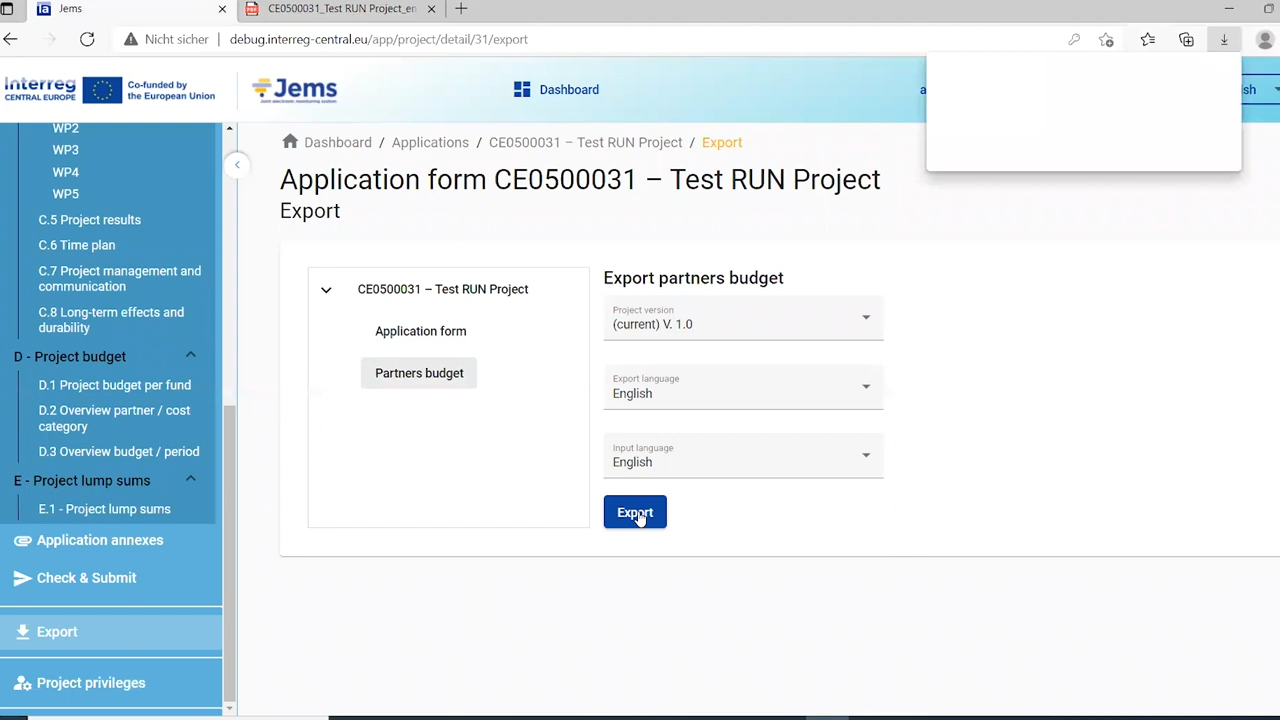 Jems
CE0500031_Test RUN Project_en
Nicht sicher
debug.interreg-central.eu/app/project/detail/31/export
Interreg
CENTRAL EUROPE
Co-funded by
the European Union
Jems
Joint electronic monitoring system
Dashboard
a
sh
WP2
WP3
WP4
WP5
C.5 Project results
C.6 Time plan
C.7 Project management and
communication
C.8 Long-term effects and
durability
D - Project budget
D.1 Project budget per fund
D.2 Overview partner / cost
category
D.3 Overview budget / period
E - Project lump sums
E.1 - Project lump sums
Application annexes
Check & Submit
Export
Project privileges
Dashboard / Applications / CE0500031 – Test RUN Project / Export
Application form CE0500031 – Test RUN Project
Export
CE0500031 – Test RUN Project
Application form
Partners budget
Export partners budget
Project version
(current) V. 1.0
Export language
English
Input language
English
Export